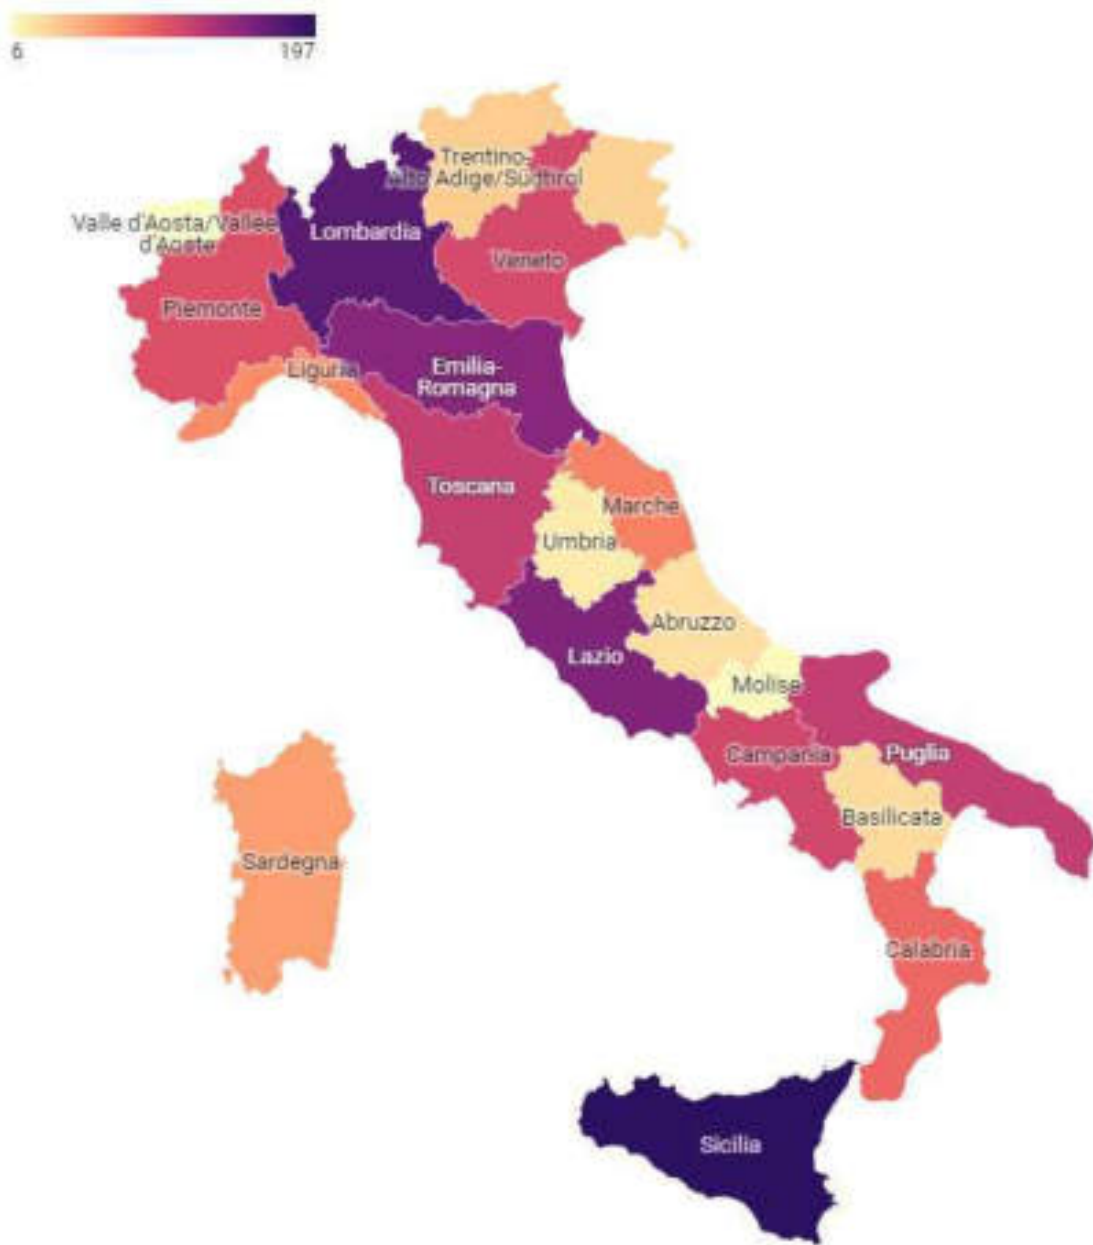 6 197
Trentino-
Alto Adige/Südtirol
Valle d'Aosta/Vallée
d'Aoste
Lombardia
Veneto
Piemonte
Liguria
Emilia-
Romagna
Toscana
Marche
Umbria
Abruzzo
Lazio
Molise
Campania
Puglia
Basilicata
Sardegna
Calabria
Sicilia